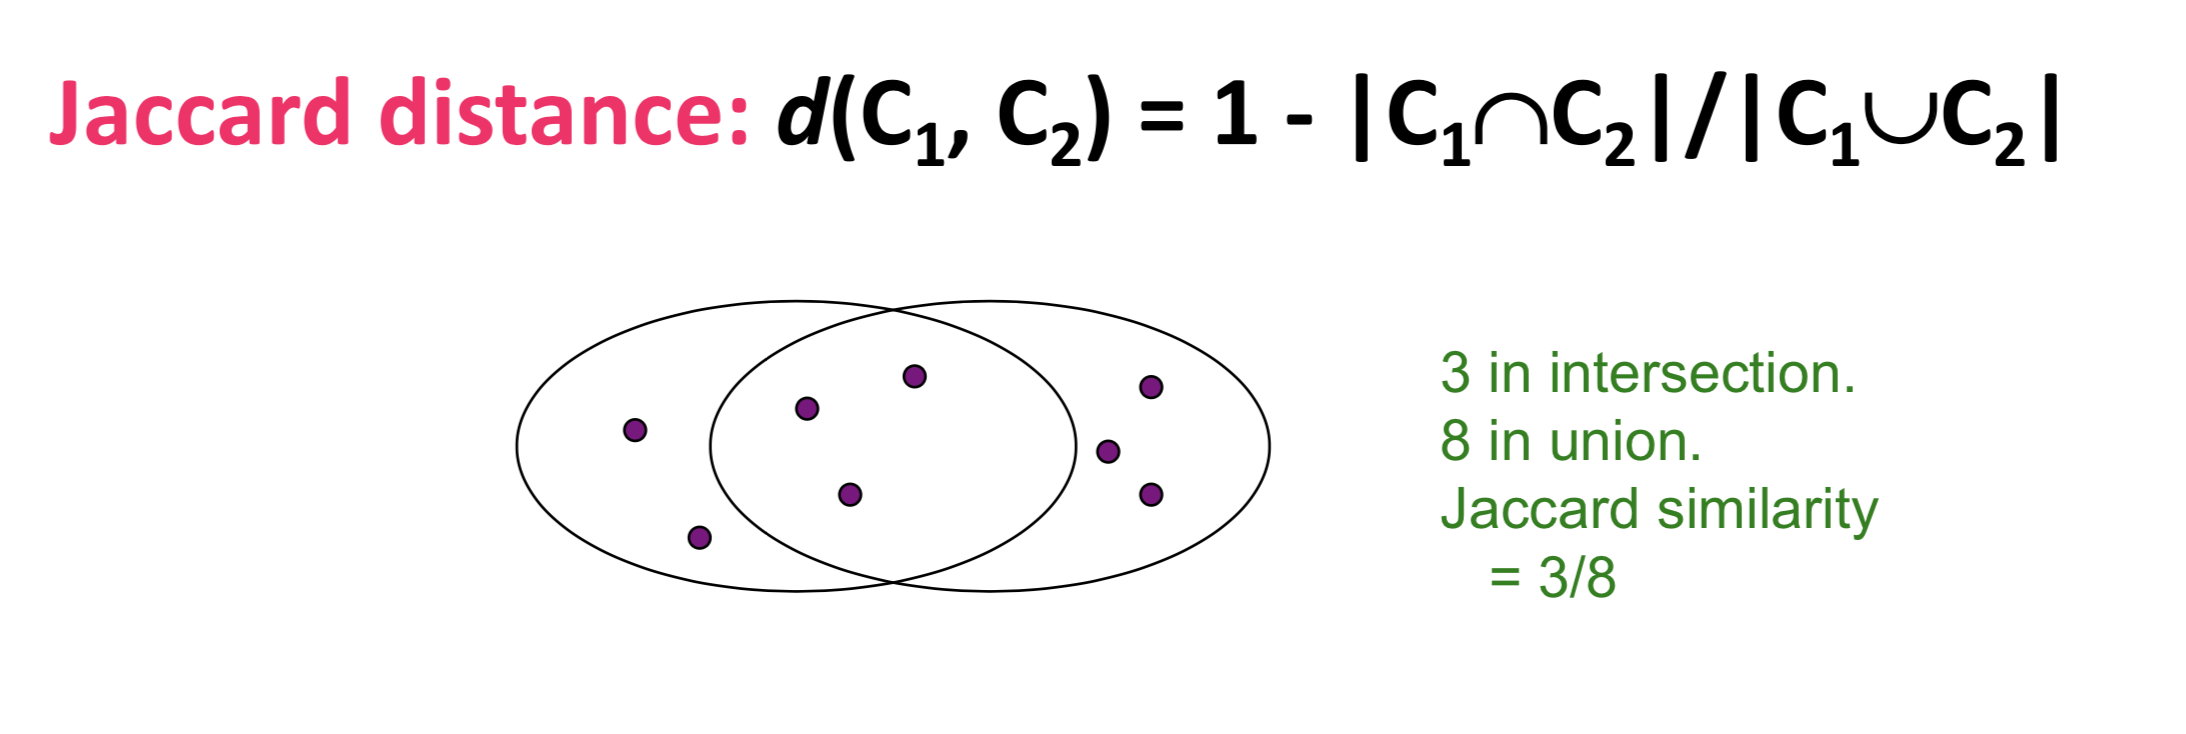 Jaccard distance: d(C₁, C₂) = 1 - |C₁∩C₂|/|C₁∪C₂|
3 in intersection.
8 in union.
Jaccard similarity
= 3/8